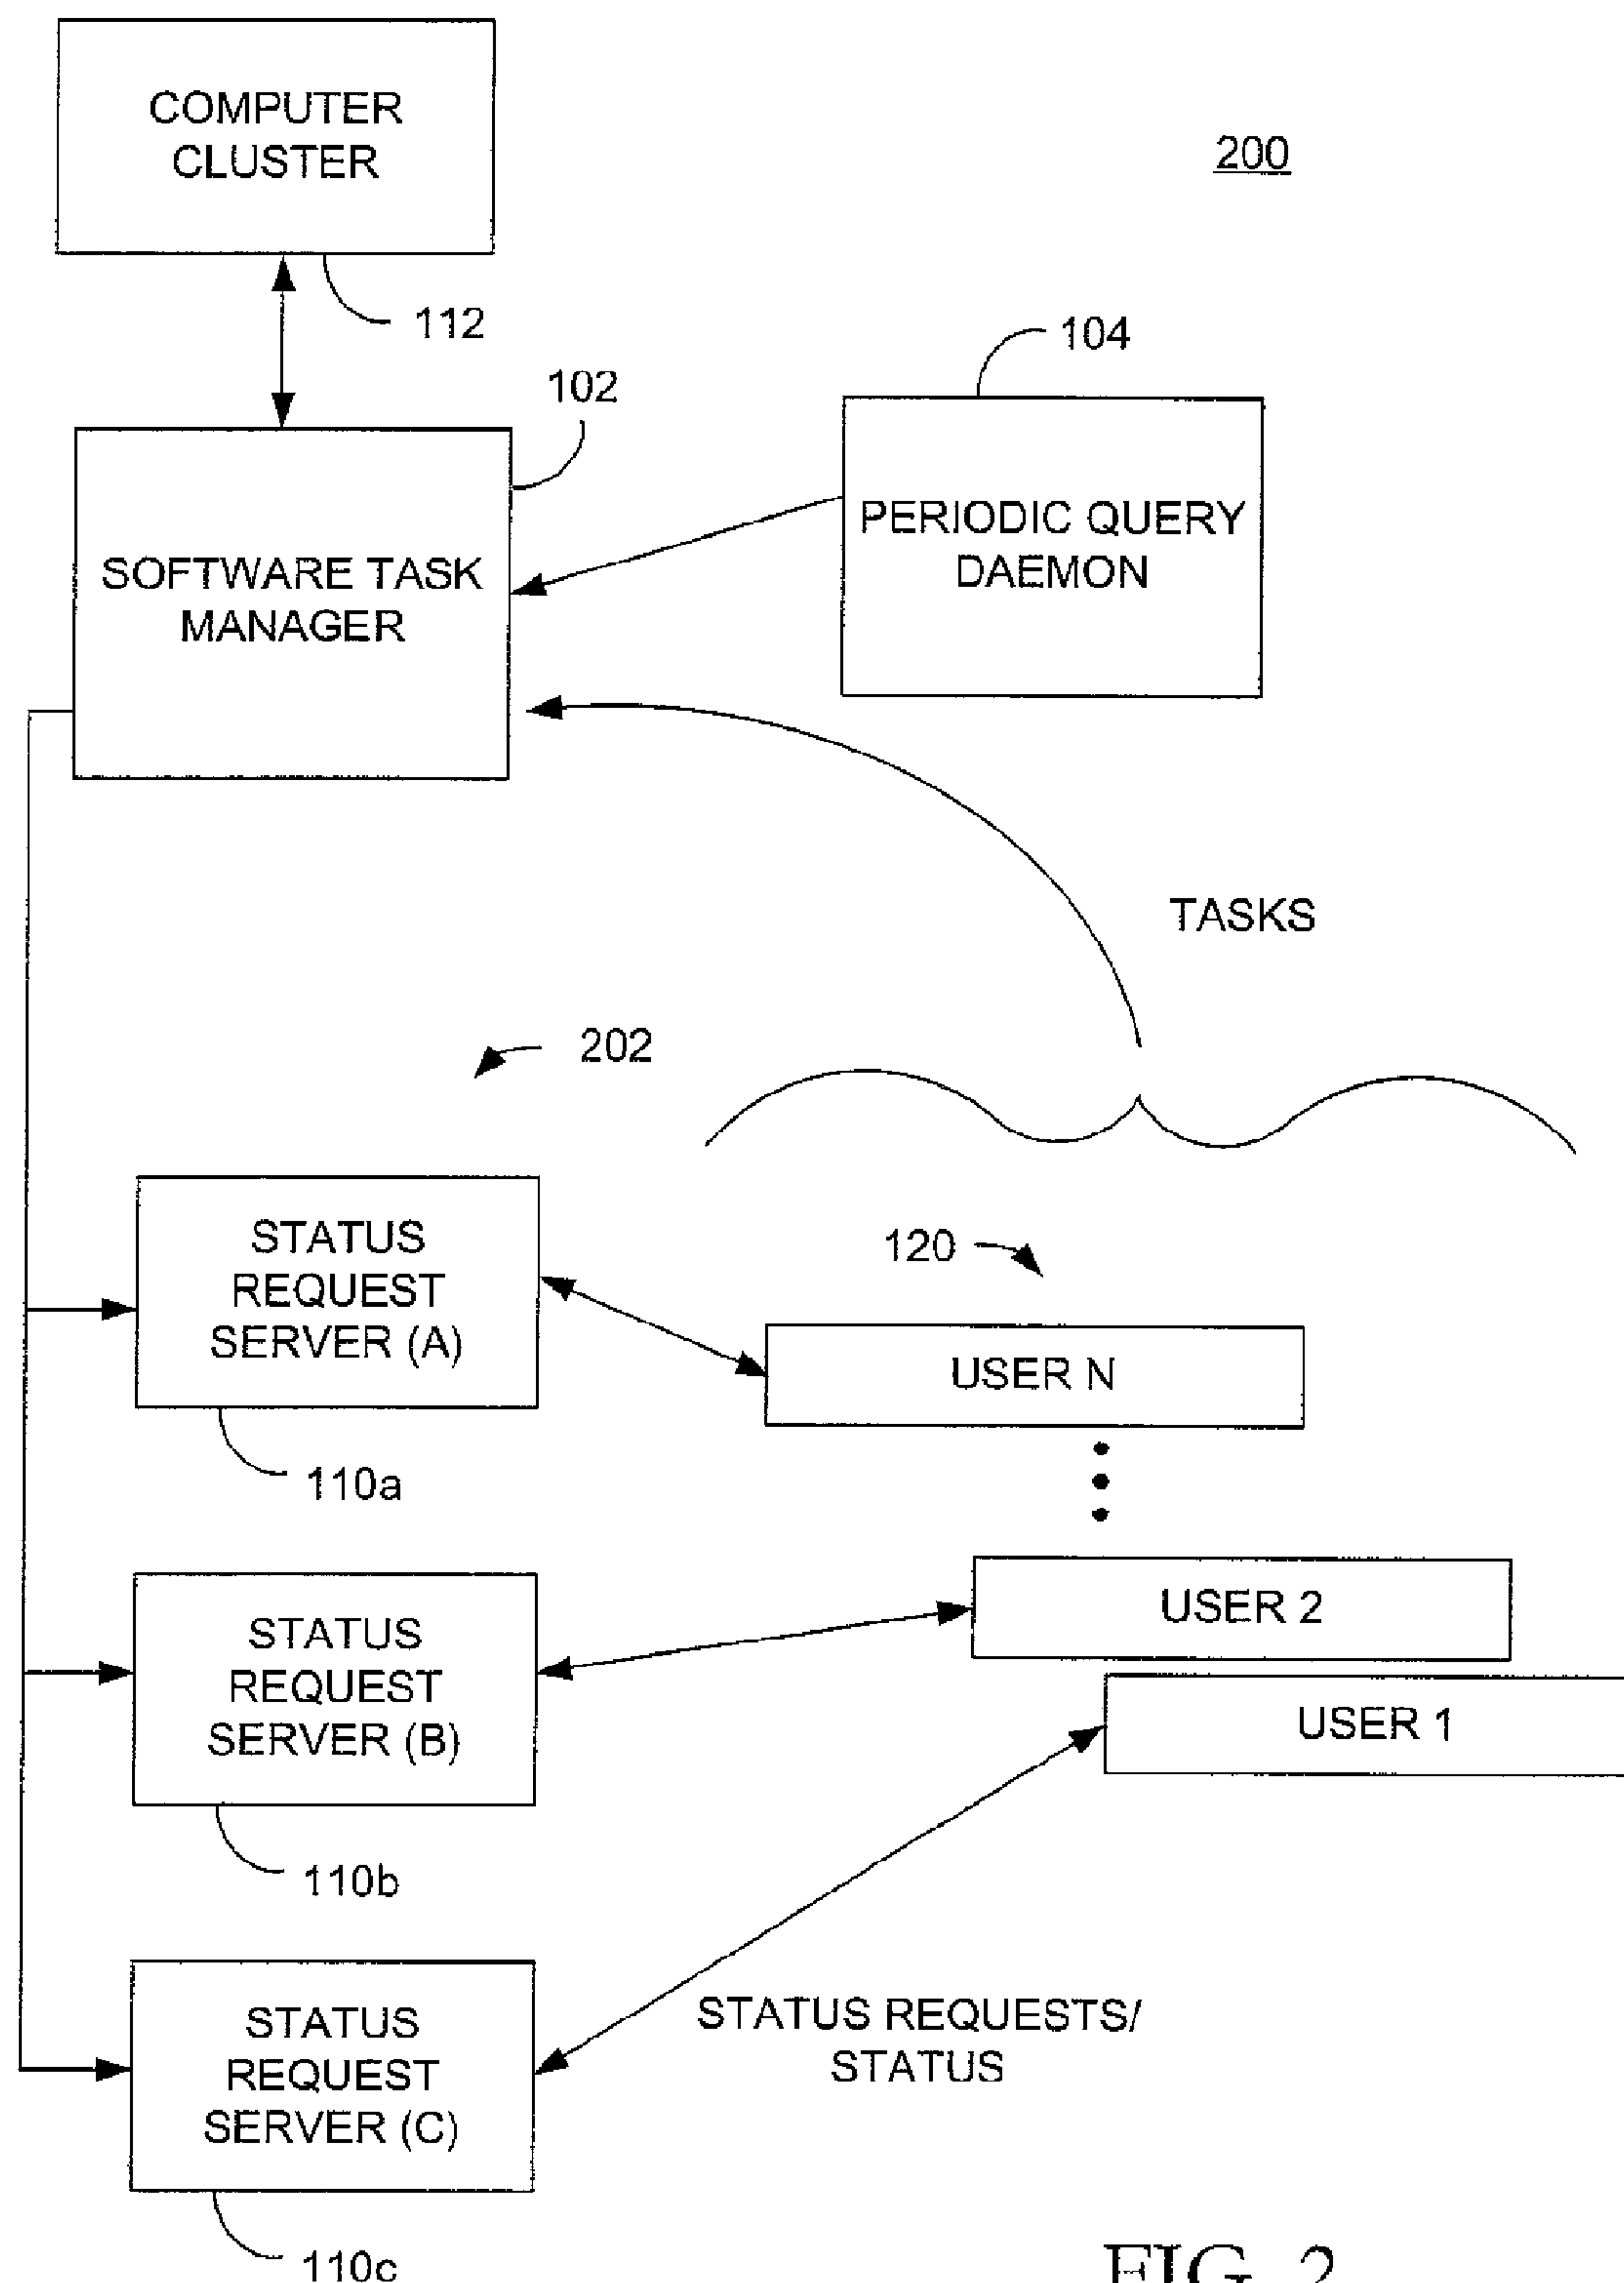 COMPUTER
CLUSTER
200
112
104
102
PERIODIC QUERY
DAEMON
SOFTWARE TASK
MANAGER
TASKS
202
STATUS
REQUEST
SERVER (A)
120
USER N
110a
USER 2
STATUS
REQUEST
SERVER (B)
USER 1
110b
STATUS REQUESTS/
STATUS
STATUS
REQUEST
SERVER (C)
110c
FIG. 2